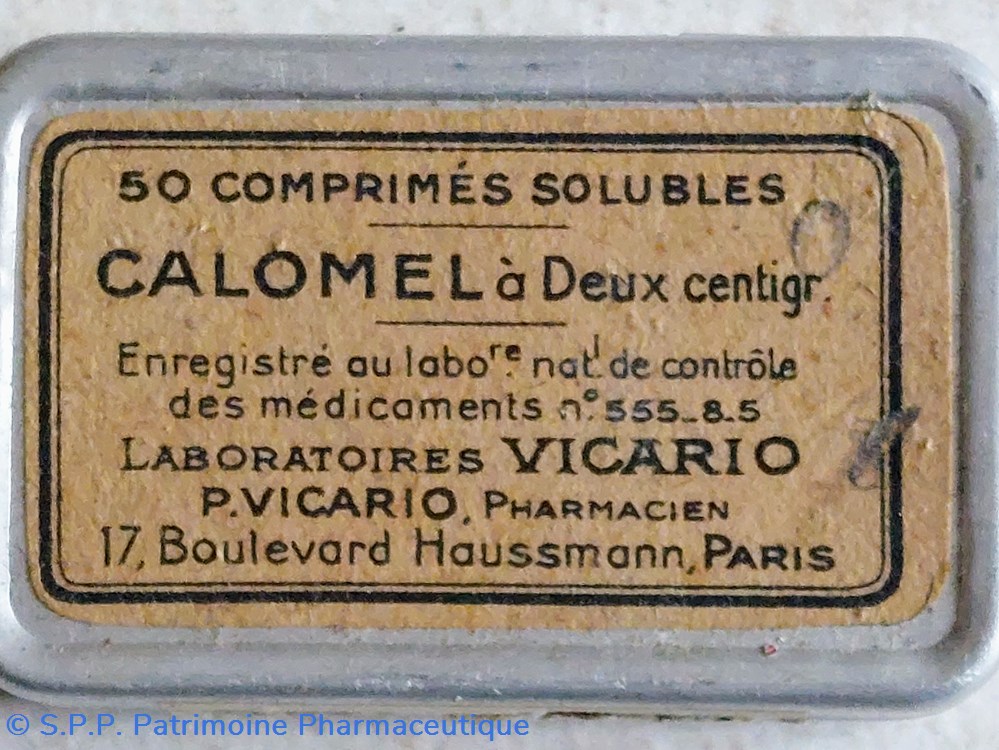 50 COMPRIMÉS SOLUBLES
CALOMEL à Deux centigr.
Enregistré au labore. natl de contrôle
des médicaments n° 555-8-5
LABORATOIRES VICARIO
P. VICARIO, PHARMACIEN
17, Boulevard Haussmann, PARIS
© S.P.P. Patrimoine Pharmaceutique